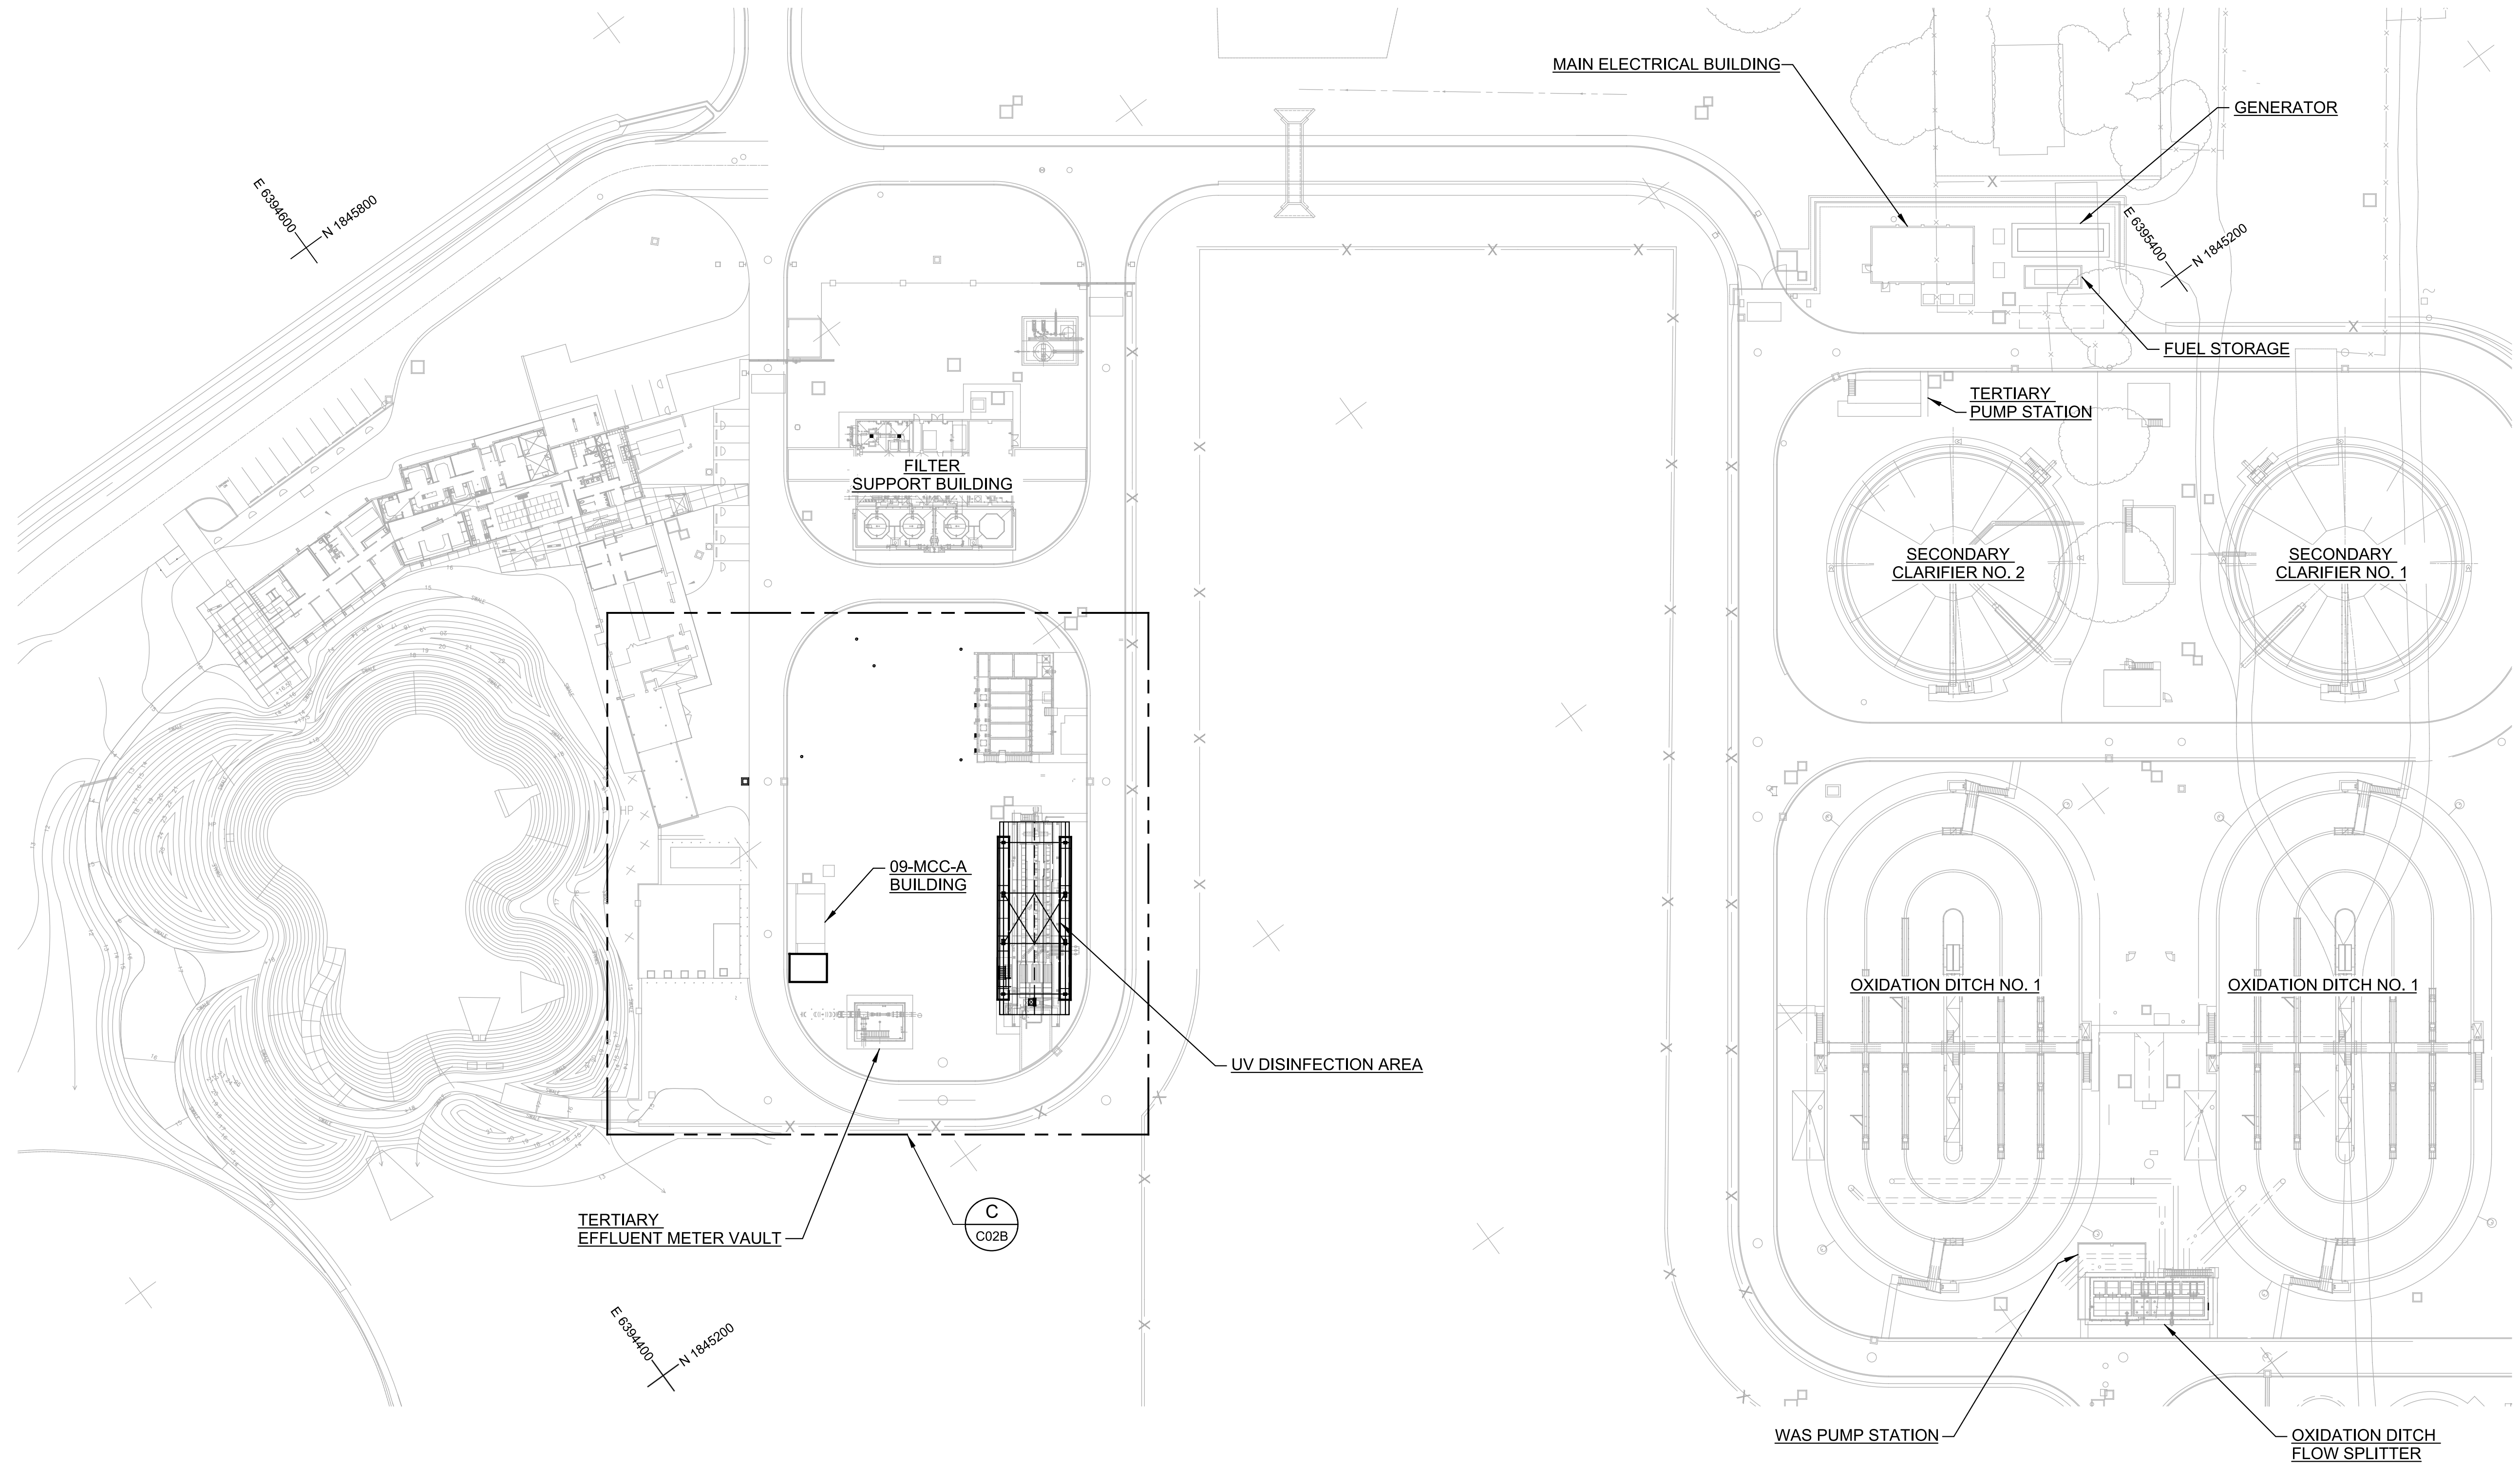 MAIN ELECTRICAL BUILDING
GENERATOR
E 6394600
N 1845800
E 6395400
N 1845200
FUEL STORAGE
TERTIARY
PUMP STATION
FILTER
SUPPORT BUILDING
SECONDARY
CLARIFIER NO. 2
SECONDARY
CLARIFIER NO. 1
09-MCC-A
BUILDING
OXIDATION DITCH NO. 1
OXIDATION DITCH NO. 1
UV DISINFECTION AREA
TERTIARY
EFFLUENT METER VAULT
C
C02B
E 6394400
N 1845200
WAS PUMP STATION
OXIDATION DITCH
FLOW SPLITTER